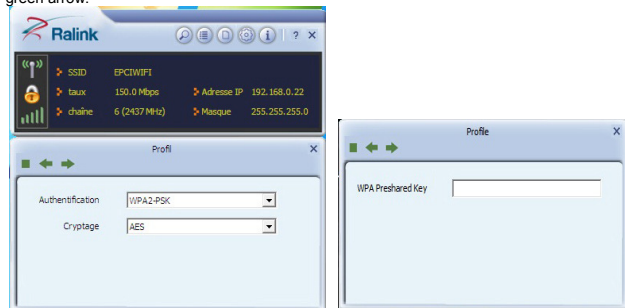 green arrow.
Ralink
? X
SSID EPCIWIFI
taux 150.0 Mbps Adresse IP 192.168.0.22
chaîne 6 (2437 MHz) Masque 255.255.255.0
Profil X
Authentification WPA2-PSK
Cryptage AES
Profile X
WPA Preshared Key